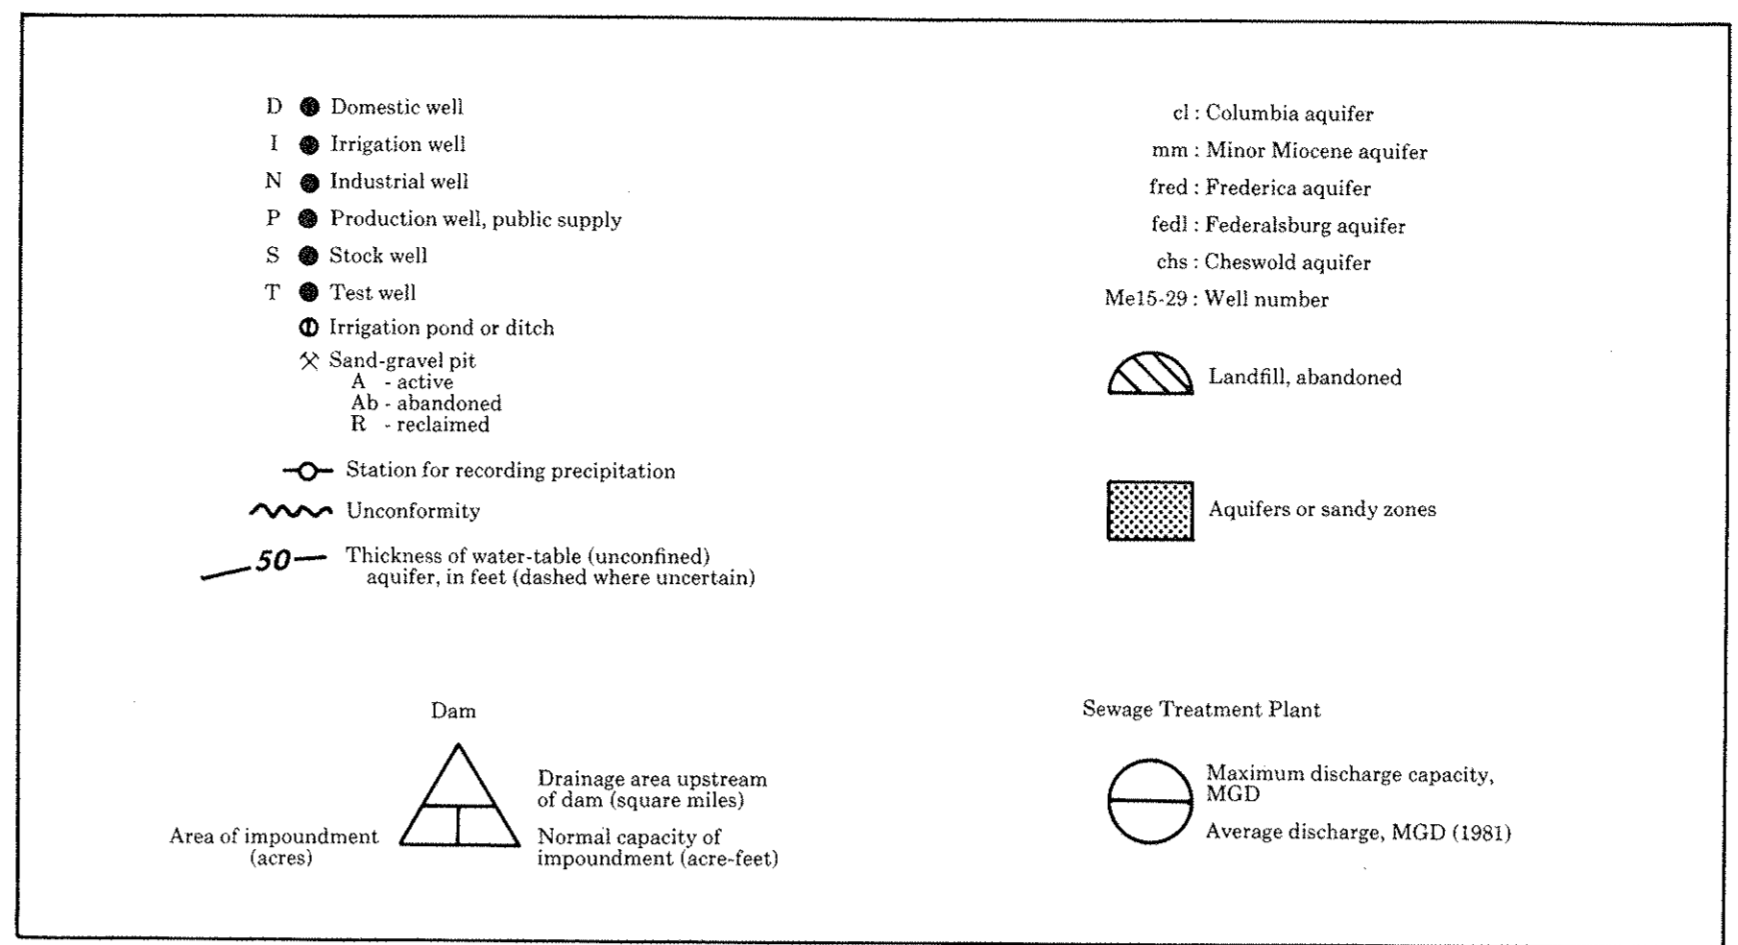 D Domestic well
I Irrigation well
N Industrial well
P Production well, public supply
S Stock well
T Test well
Irrigation pond or ditch
Sand-gravel pit
A - active
Ab - abandoned
R - reclaimed
Station for recording precipitation
Unconformity
50 Thickness of water-table (unconfined)
aquifer, in feet (dashed where uncertain)
cl : Columbia aquifer
mm : Minor Miocene aquifer
fred : Frederica aquifer
fedl : Federalsburg aquifer
chs : Cheswold aquifer
Me15-29 : Well number
Landfill, abandoned
Aquifers or sandy zones
Dam
Drainage area upstream
of dam (square miles)
Area of impoundment
(acres)
Normal capacity of
impoundment (acre-feet)
Sewage Treatment Plant
Maximum discharge capacity,
MGD
Average discharge, MGD (1981)